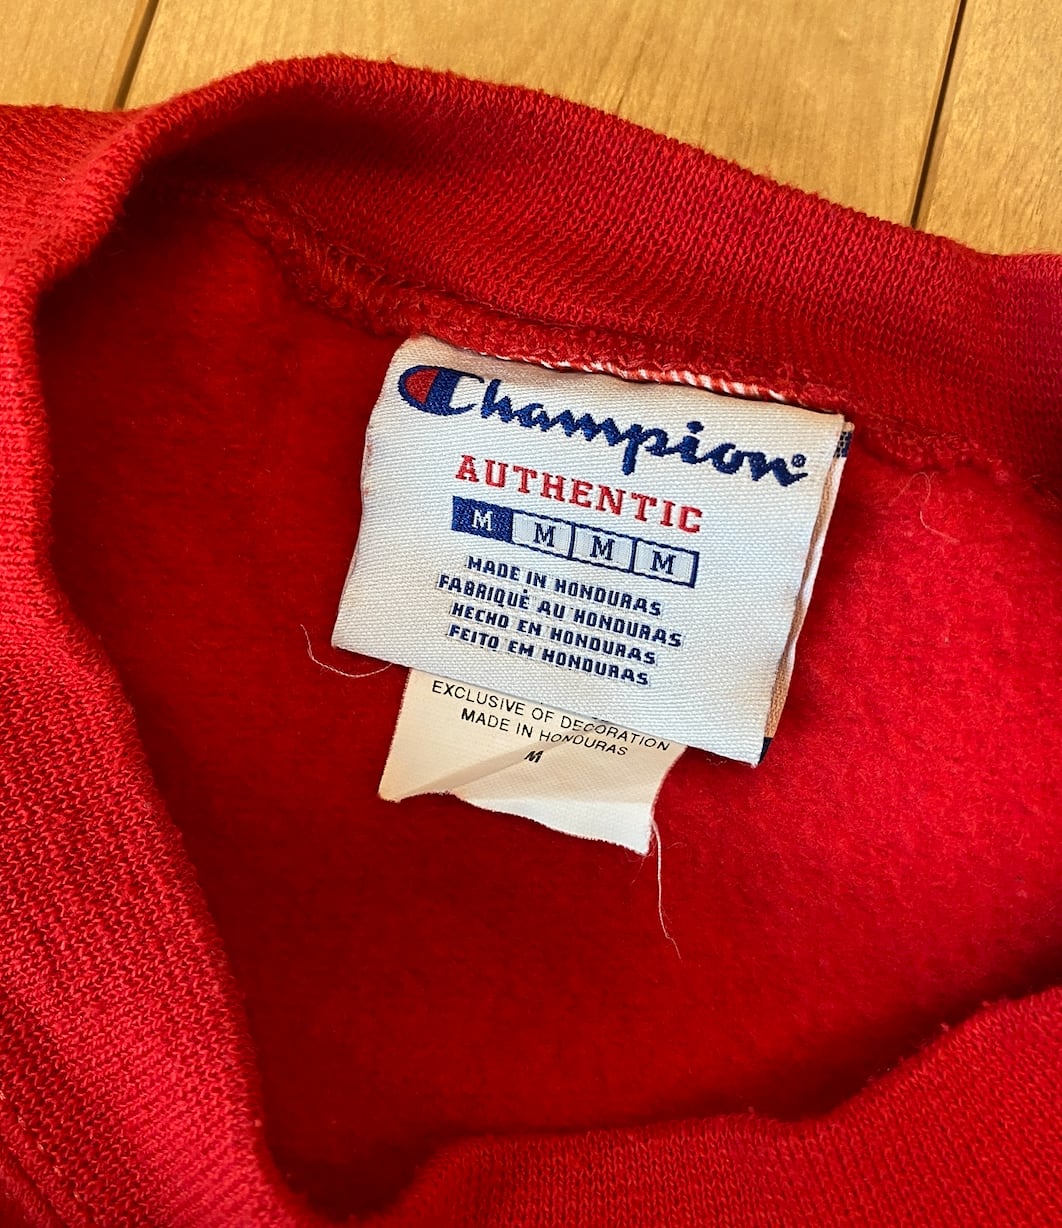 Champion®
AUTHENTIC
M M M M
MADE IN HONDURAS
FABRIQUÉ AU HONDURAS
HECHO EN HONDURAS
FEITO EM HONDURAS
EXCLUSIVE OF DECORATION
MADE IN HONDURAS
M